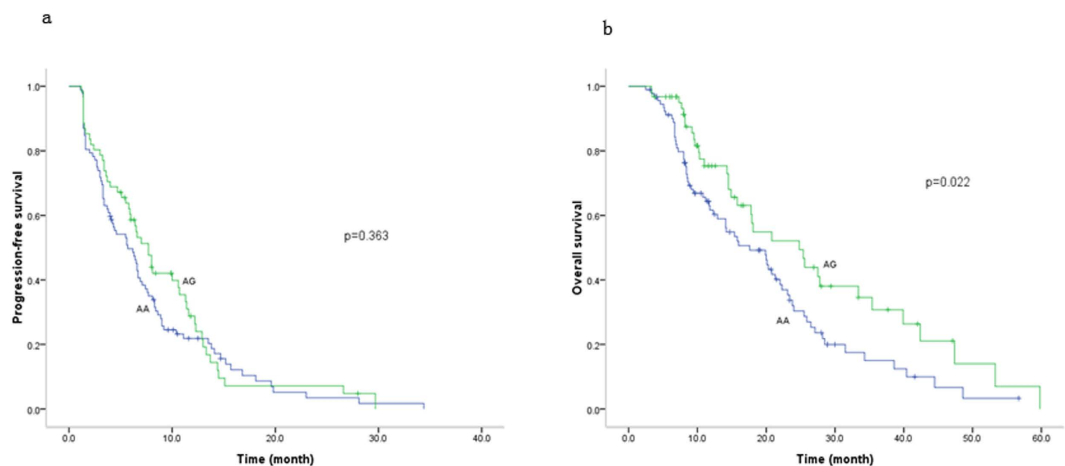 a
Progression-free survival
1.0
0.8
0.6
0.4
0.2
0.0
p=0.363
AG
AA
0.0 10.0 20.0 30.0 40.0
Time (month)
b
Overall survival
1.0
0.8
0.6
0.4
0.2
0.0
p=0.022
AG
AA
0.0 10.0 20.0 30.0 40.0 50.0 60.0
Time (month)